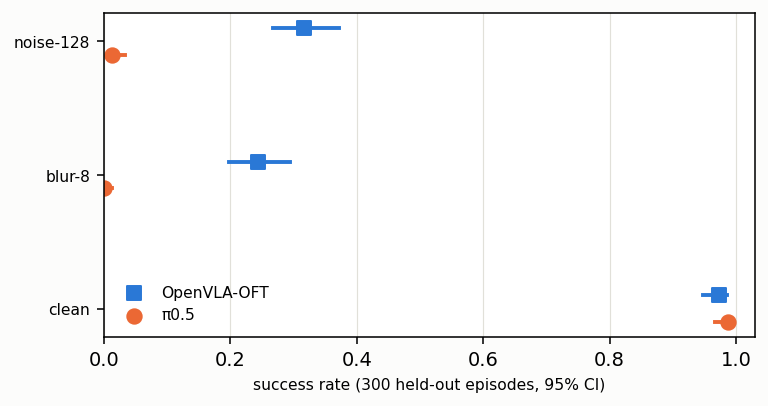 noise-128
blur-8
clean
OpenVLA-OFT
π0.5
0.0 0.2 0.4 0.6 0.8 1.0
success rate (300 held-out episodes, 95% CI)